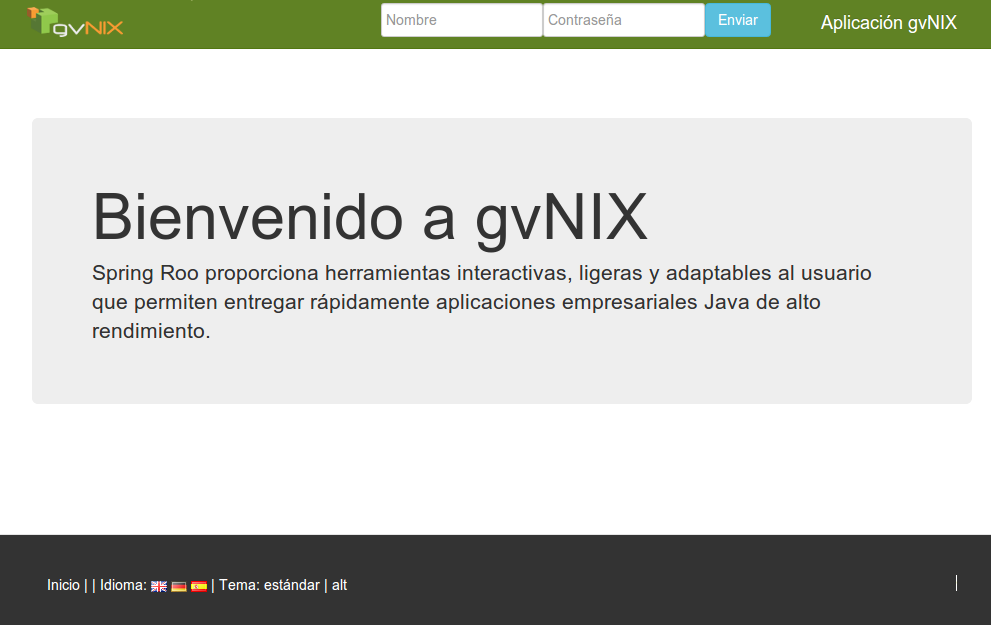 gvNIX
Nombre Contraseña Enviar Aplicación gvNIX
Bienvenido a gvNIX
Spring Roo proporciona herramientas interactivas, ligeras y adaptables al usuario
que permiten entregar rápidamente aplicaciones empresariales Java de alto
rendimiento.
Inicio | | Idioma: | Tema: estándar | alt |